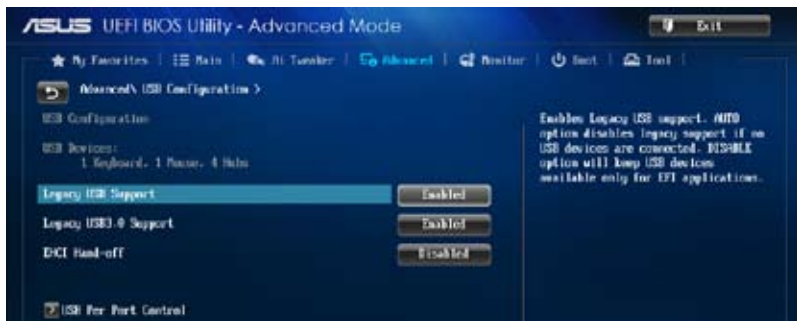 ASUS UEFI BIOS Utility - Advanced Mode
Exit
My Favorites | Main | Ai Tweaker | Advanced | Monitor | Boot | Tool
Advanced\ USB Configuration >
USB Configuration
USB Devices:
1 Keyboard, 1 Mouse, 4 Hubs
Legacy USB Support Enabled
Legacy USB3.0 Support Enabled
EHCI Hand-off Disabled
USB Per Port Control
Enables Legacy USB support. AUTO
option disables legacy support if no
USB devices are connected. DISABLE
option will keep USB devices
available only for EFI applications.